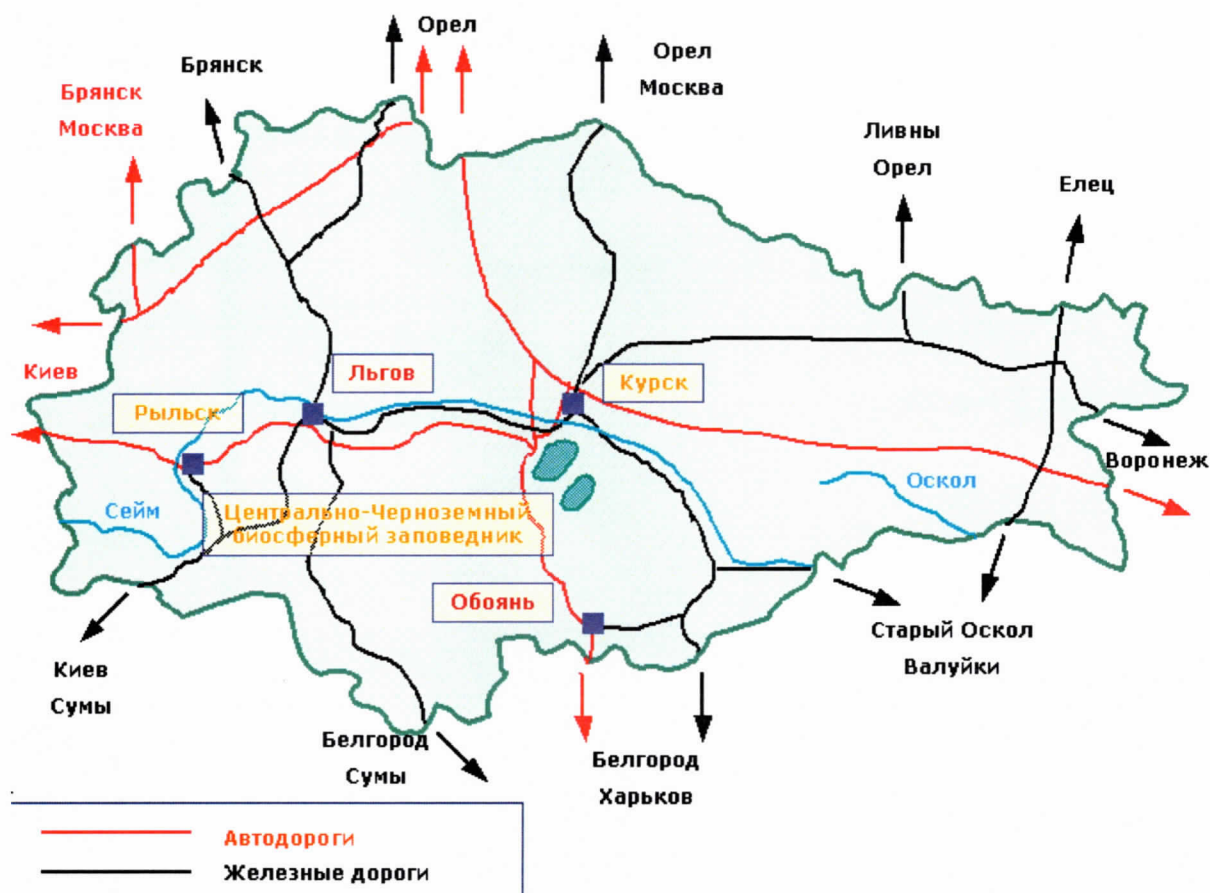 Орел
Орел
Москва
Брянск
Брянск
Москва
Ливны
Орел
Елец
Киев
Льгов
Курск
Рыльск
Воронеж
Оскол
Сейм
Центрально-Черноземный
биосферный заповедник
Обоянь
Старый Оскол
Валуйки
Киев
Сумы
Белгород
Сумы
Белгород
Харьков
Автодороги
Железные дороги